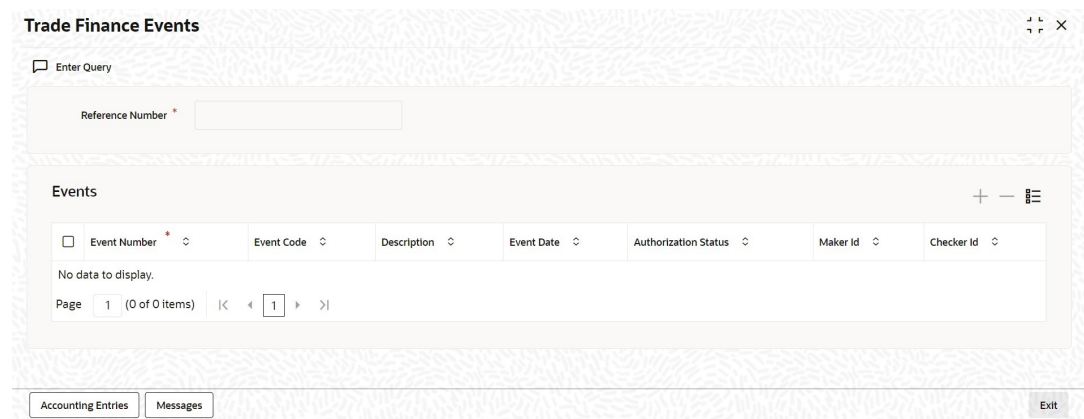 Trade Finance Events
Enter Query
Reference Number *
Events
Event Number * Event Code Description Event Date Authorization Status Maker Id Checker Id
No data to display.
Page 1 (0 of 0 items) 1
Accounting Entries Messages Exit